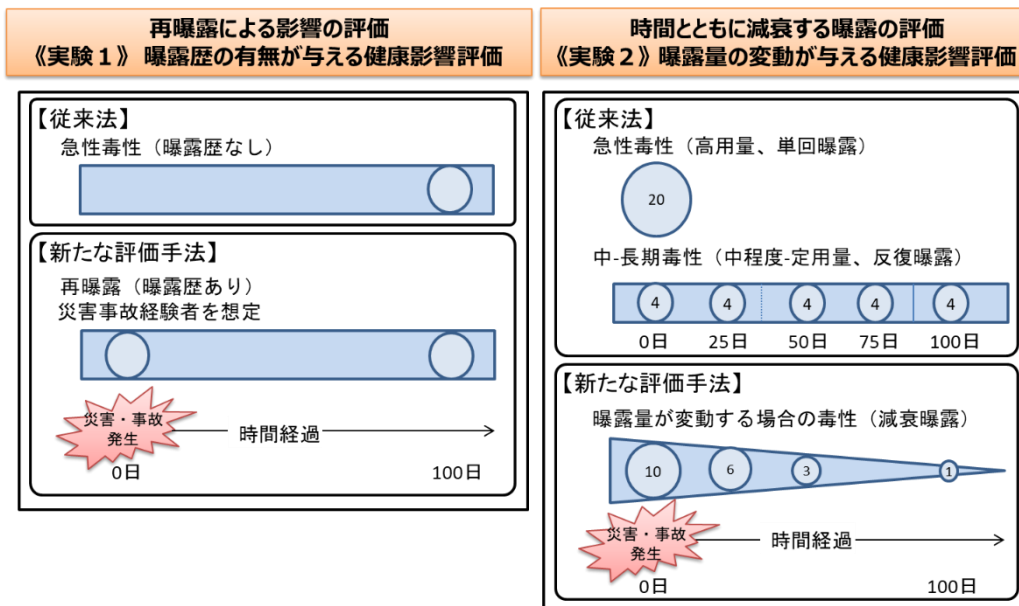 再曝露による影響の評価
《実験１》 曝露歴の有無が与える健康影響評価
【従来法】
急性毒性（曝露歴なし）
【新たな評価手法】
再曝露（曝露歴あり）
災害事故経験者を想定
災害・事故
発生
時間経過
0日
100日
時間とともに減衰する曝露の評価
《実験２》曝露量の変動が与える健康影響評価
【従来法】
急性毒性（高用量、単回曝露）
20
中-長期毒性（中程度-定用量、反復曝露）
4 4 4 4 4
0日 25日 50日 75日 100日
【新たな評価手法】
曝露量が変動する場合の毒性（減衰曝露）
10 6 3 1
災害・事故
発生
時間経過
0日
100日